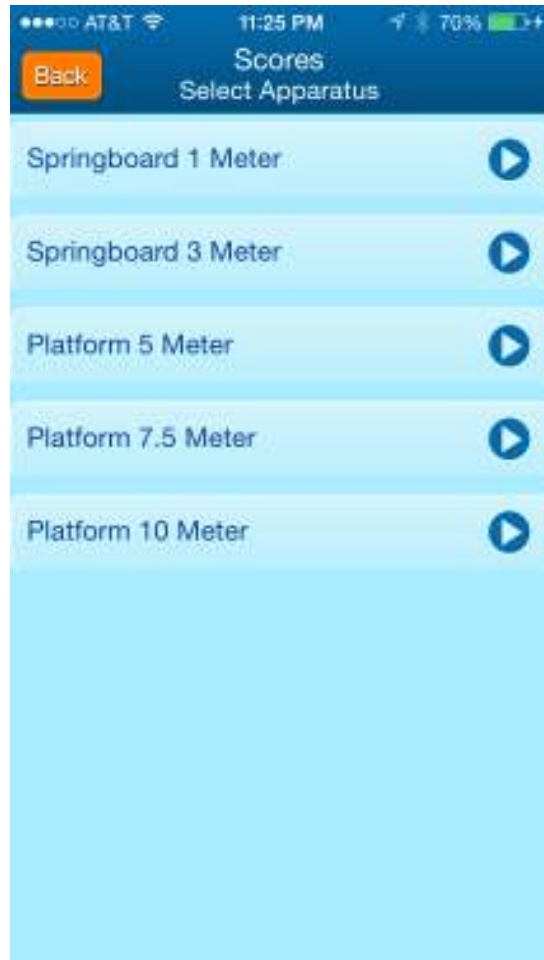 AT&T 11:25 PM 70%
Back
Scores
Select Apparatus
Springboard 1 Meter
Springboard 3 Meter
Platform 5 Meter
Platform 7.5 Meter
Platform 10 Meter